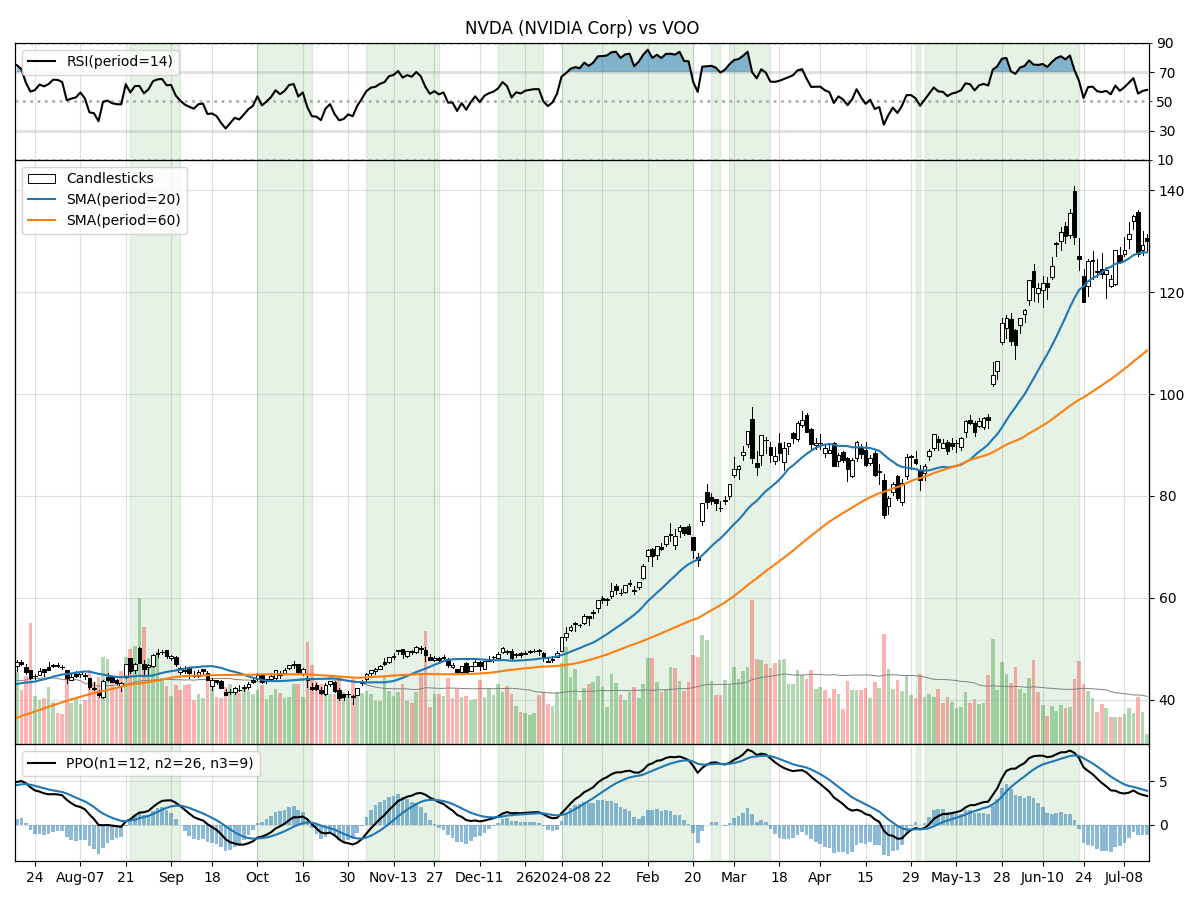 NVDA (NVIDIA Corp) vs VOO
RSI(period=14)
90
70
50
30
10
Candlesticks
SMA(period=20)
SMA(period=60)
140
120
100
80
60
40
PPO(n1=12, n2=26, n3=9)
5
0
24 Aug-07 21 Sep 18 Oct 16 30 Nov-13 27 Dec-11 26 2024-08 22 Feb 20 Mar 18 Apr 15 29 May-13 28 Jun-10 24 Jul-08